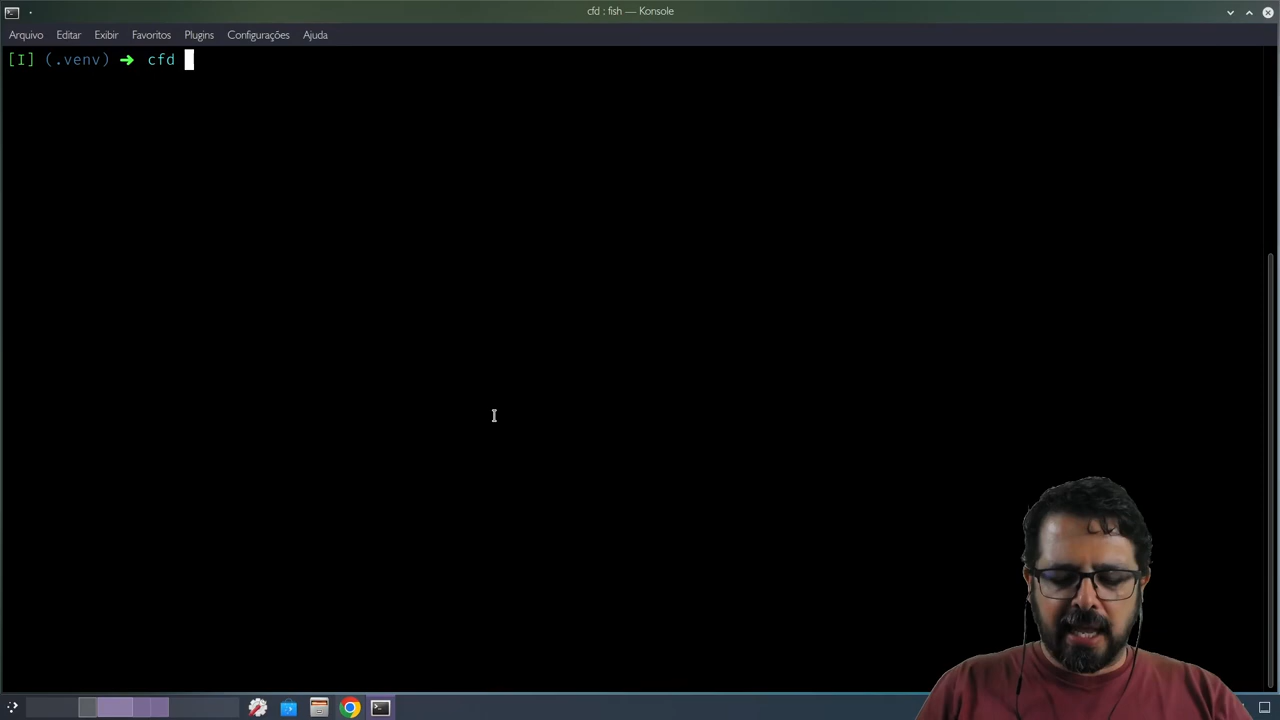 cfd : fish — Konsole
Arquivo Editar Exibir Favoritos Plugins Configurações Ajuda
[I] (.venv) ➜ cfd